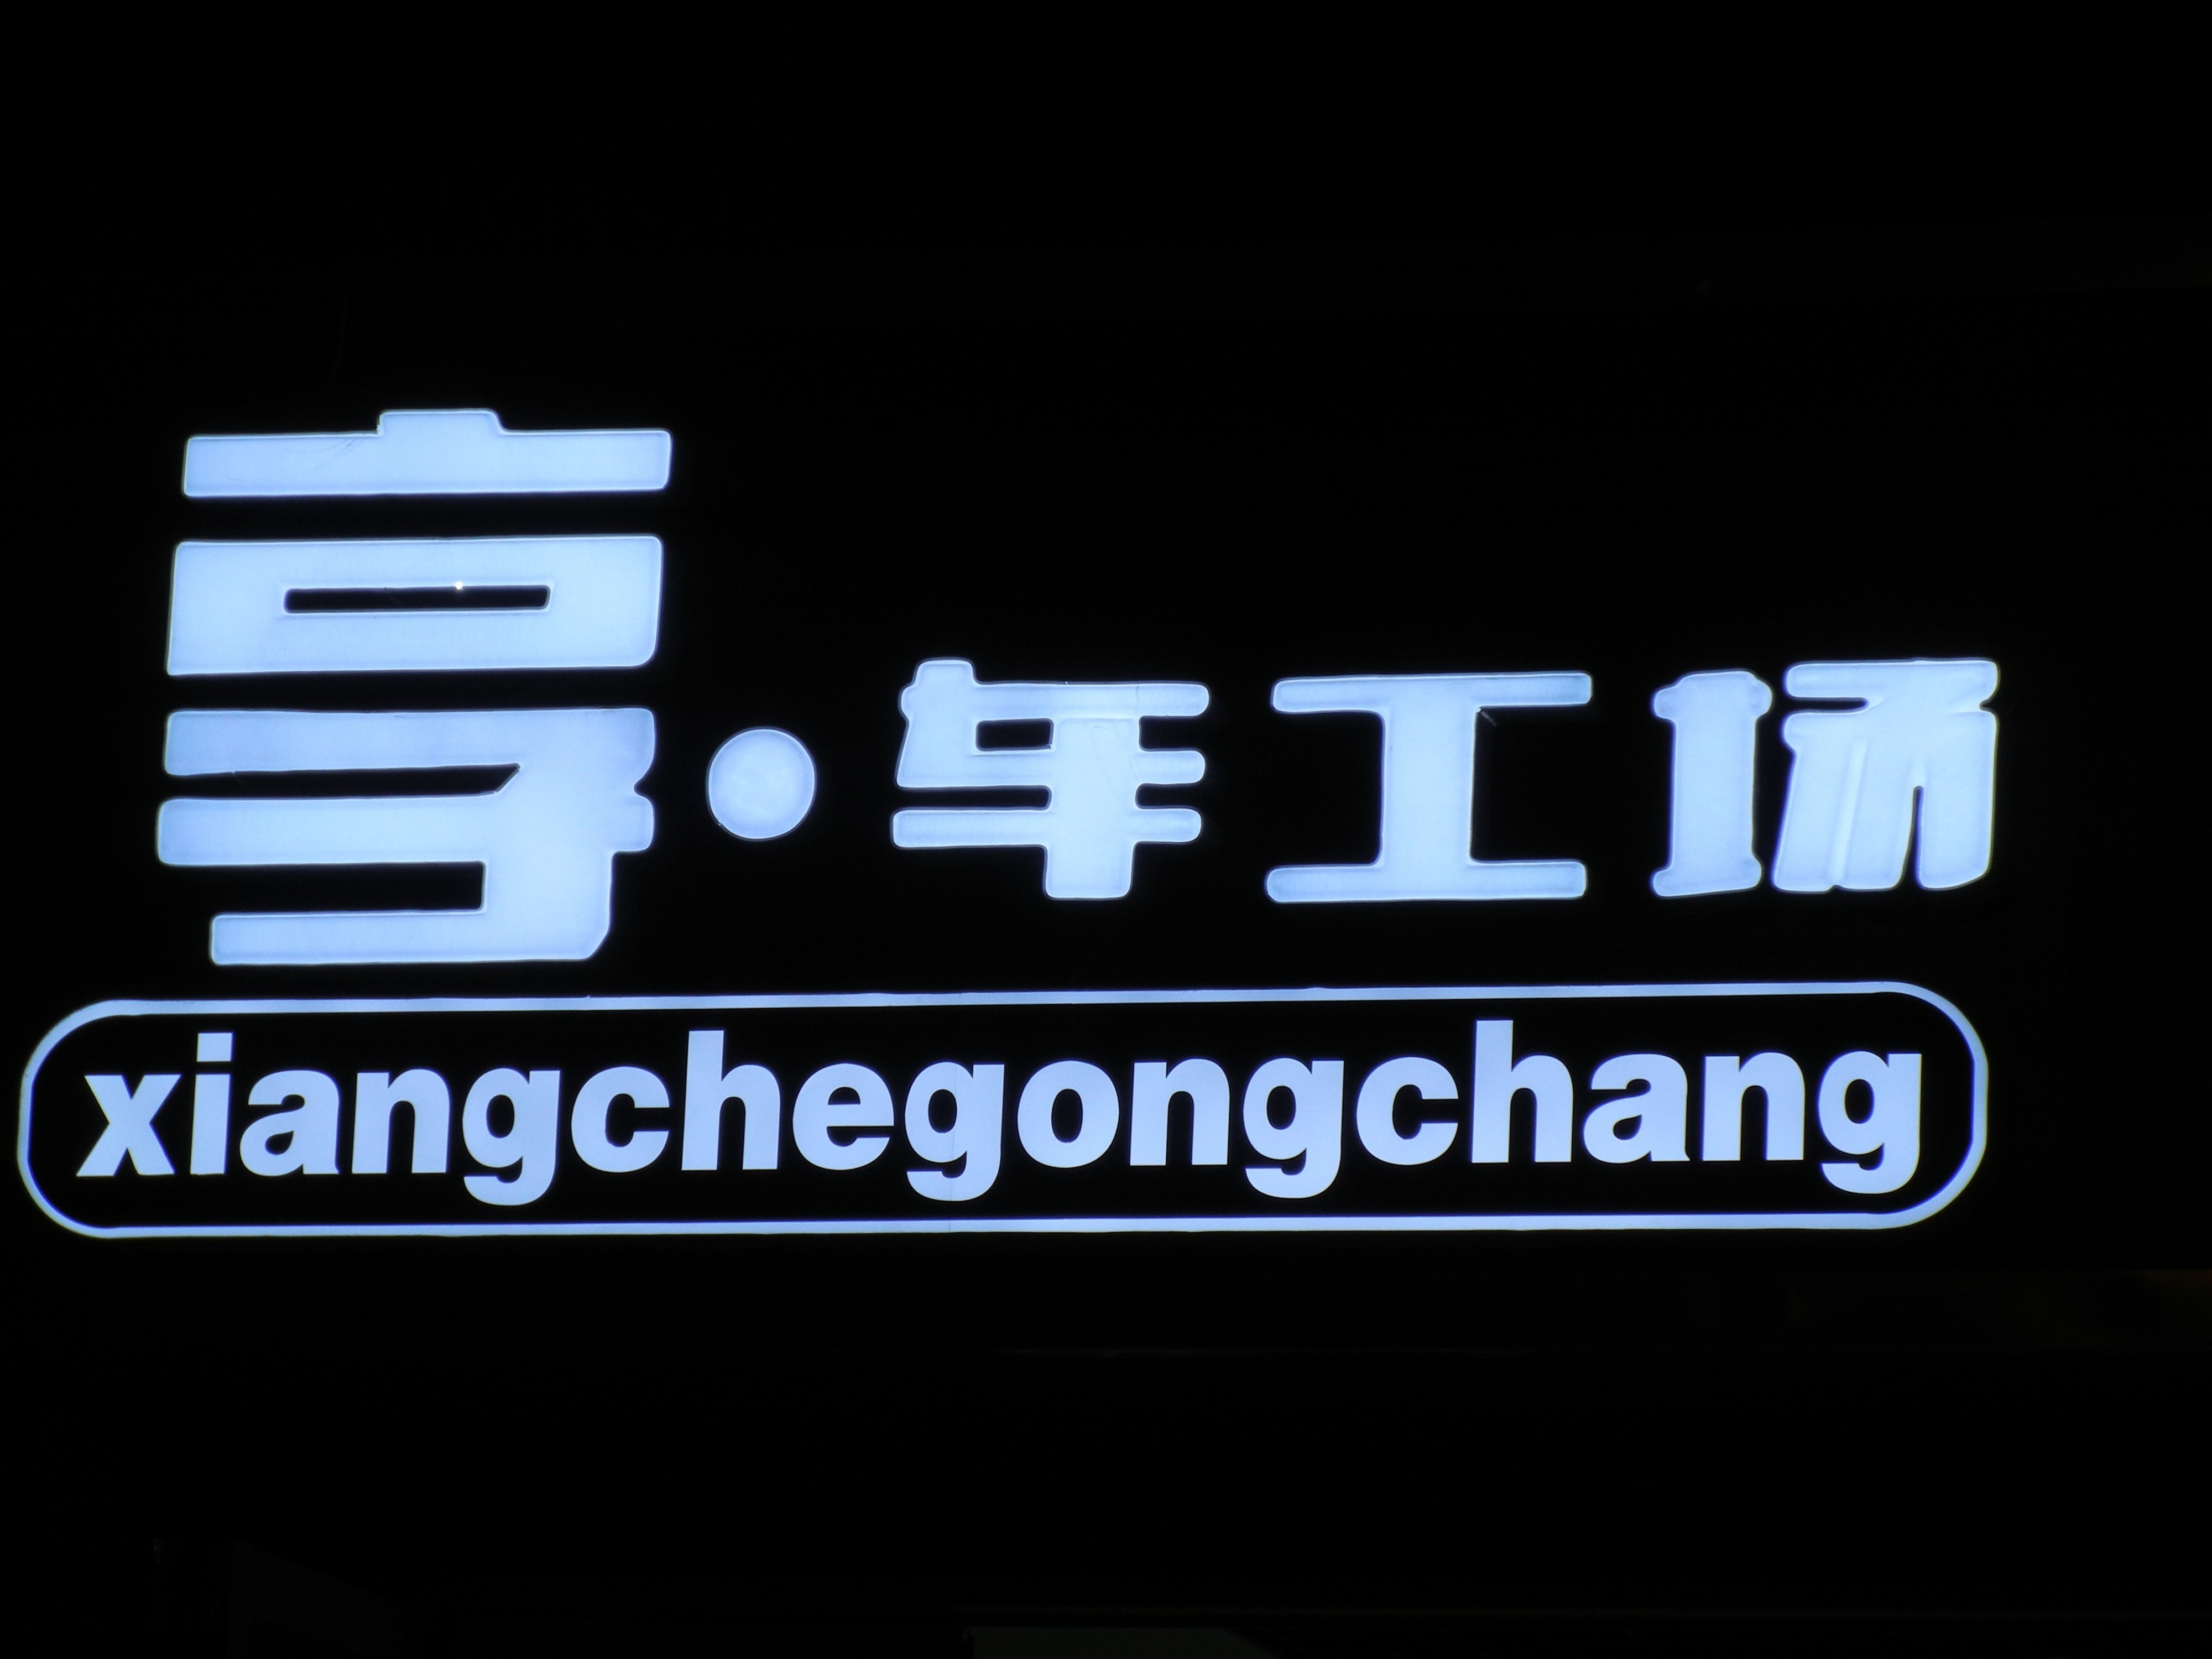 享·车工场
xiangchegongchang